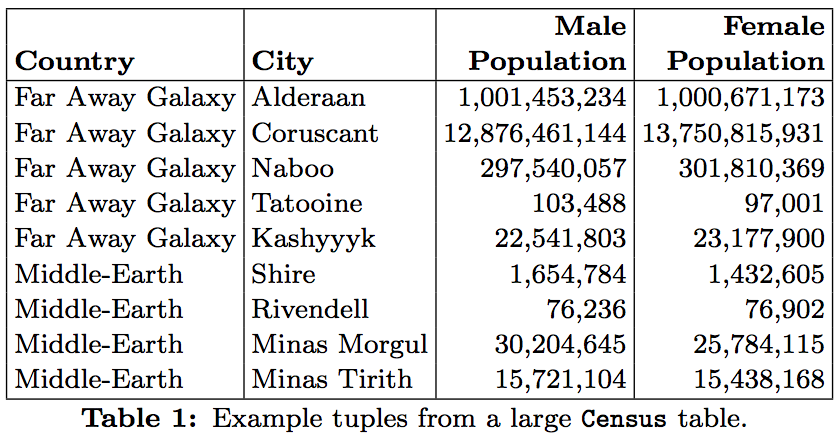 Male Female
Country City Population Population
Far Away Galaxy Alderaan 1,001,453,234 1,000,671,173
Far Away Galaxy Coruscant 12,876,461,144 13,750,815,931
Far Away Galaxy Naboo 297,540,057 301,810,369
Far Away Galaxy Tatooine 103,488 97,001
Far Away Galaxy Kashyyyk 22,541,803 23,177,900
Middle-Earth Shire 1,654,784 1,432,605
Middle-Earth Rivendell 76,236 76,902
Middle-Earth Minas Morgul 30,204,645 25,784,115
Middle-Earth Minas Tirith 15,721,104 15,438,168
Table 1: Example tuples from a large Census table.